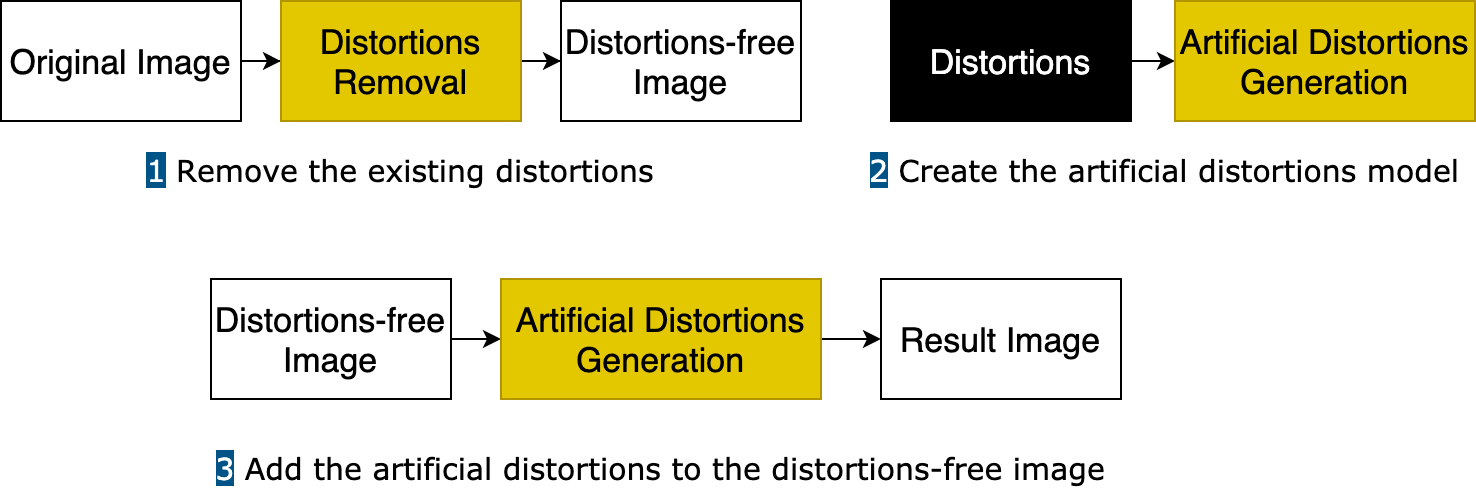 Original Image
Distortions
Removal
Distortions-free
Image
1 Remove the existing distortions
Distortions
Artificial Distortions
Generation
2 Create the artificial distortions model
Distortions-free
Image
Artificial Distortions
Generation
Result Image
3 Add the artificial distortions to the distortions-free image